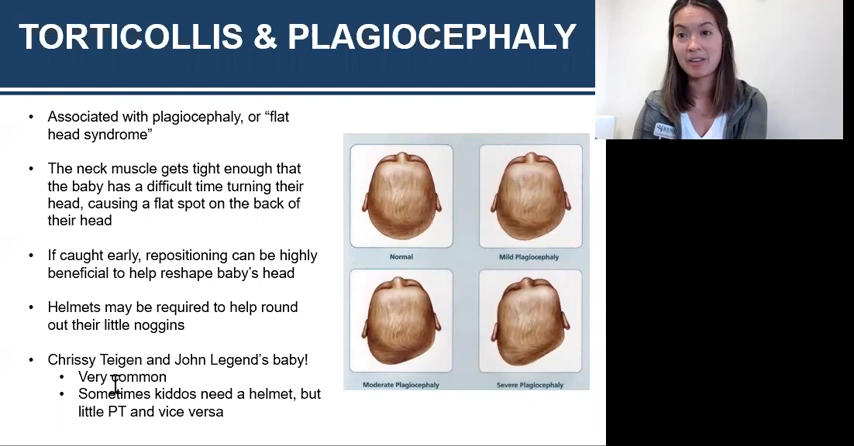 TORTICOLLIS & PLAGIOCEPHALY
• Associated with plagiocephaly, or “flat
head syndrome”
• The neck muscle gets tight enough that
the baby has a difficult time turning their
head, causing a flat spot on the back of
their head
• If caught early, repositioning can be highly
beneficial to help reshape baby’s head
• Helmets may be required to help round
out their little noggins
• Chrissy Teigen and John Legend’s baby!
• Very common
• Sometimes kiddos need a helmet, but
little PT and vice versa
Normal
Mild Plagiocephaly
Moderate Plagiocephaly
Severe Plagiocephaly